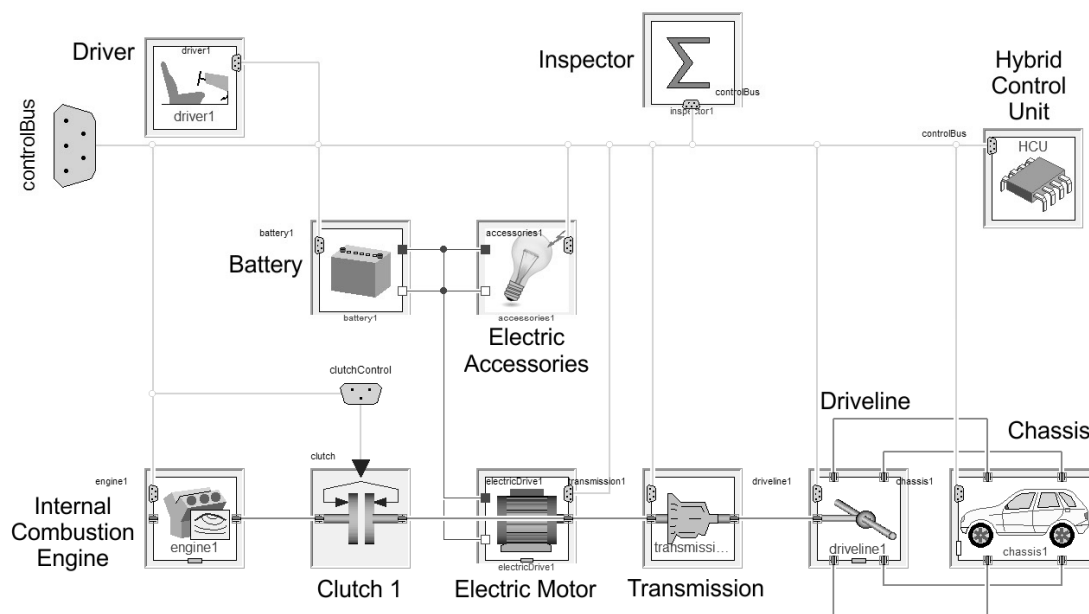 Driver
driver1
driver1
Inspector
controlBus
inspector1
Hybrid
Control
Unit
controlBus
controlBus
HCU
battery1
Battery
battery1
accessories1
accessories1
Electric
Accessories
clutchControl
Driveline
Chassis
engine1
Internal
Combustion
Engine
engine1
clutch
Clutch 1
electricDrive1
electricDrive1
Electric Motor
transmission1
transmissi...
Transmission
driveline1
driveline1
chassis1
chassis1